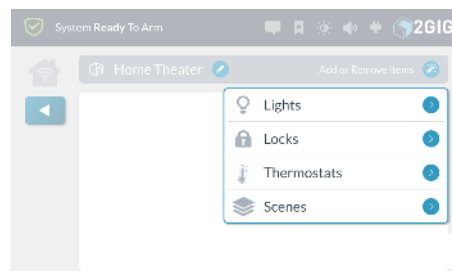 System Ready To Arm
2GIG
Home Theater
Add or Remove Items
Lights
Locks
Thermostats
Scenes